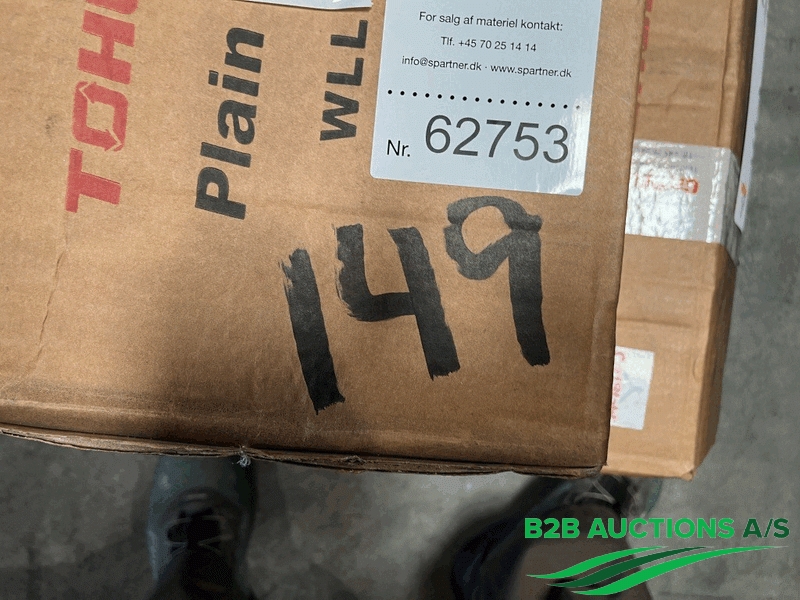 TOHO
Plain
WLL
For salg af materiel kontakt:
Tlf. +45 70 25 14 14
info@spartner.dk - www.spartner.dk
Nr. 62753
149
B2B AUCTIONS A/S